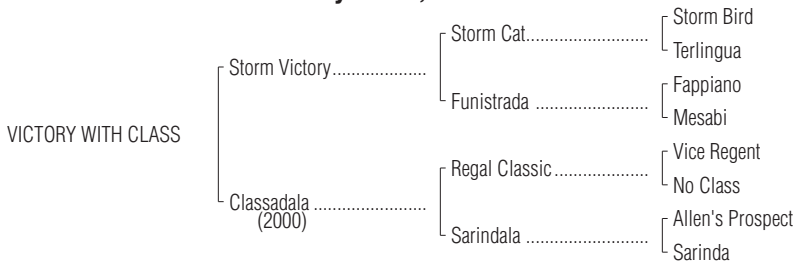 Storm Bird
Storm Cat....................................
Terlingua
Storm Victory.....................
Fappiano
Funistrada .................................
Mesabi
VICTORY WITH CLASS
Vice Regent
Regal Classic...........................
No Class
Classadala .........................
(2000)
Allen's Prospect
Sarindala ...................................
Sarinda